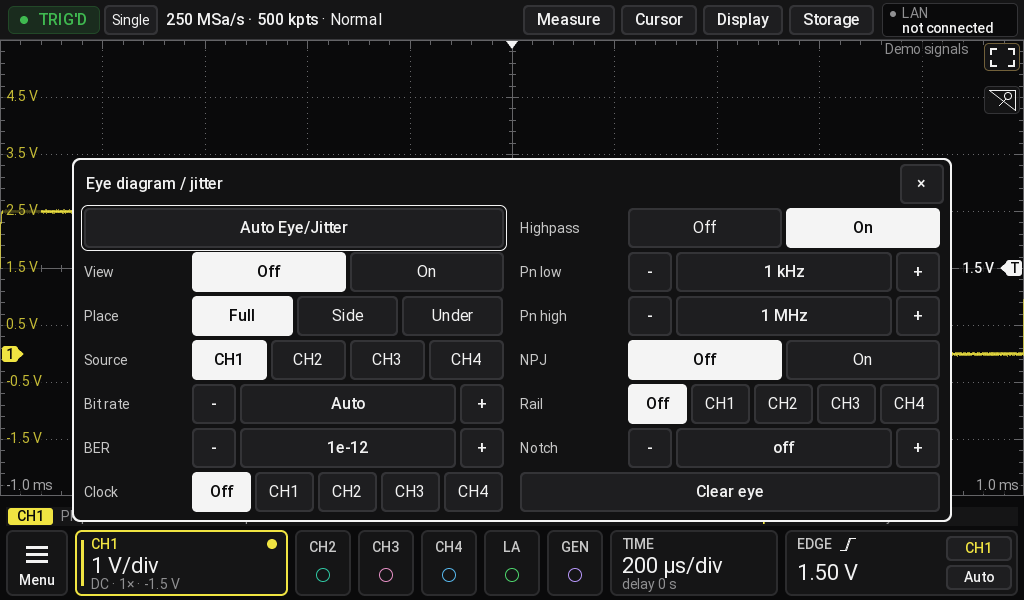 TRIG'D
Single
250 MSa/s · 500 kpts · Normal
Measure
Cursor
Display
Storage
LAN
not connected
Demo signals
4.5 V
3.5 V
2.5 V
1.5 V
0.5 V
-0.5 V
-1.5 V
-1.0 ms
1.0 ms
1.5 V
T
1
Eye diagram / jitter
×
Auto Eye/Jitter
View
Off
On
Place
Full
Side
Under
Source
CH1
CH2
CH3
CH4
Bit rate
-
Auto
+
BER
-
1e-12
+
Clock
Off
CH1
CH2
CH3
CH4
Highpass
Off
On
Pn low
-
1 kHz
+
Pn high
-
1 MHz
+
NPJ
Off
On
Rail
Off
CH1
CH2
CH3
CH4
Notch
-
off
+
Clear eye
CH1
Menu
CH1
1 V/div
DC · 1× · -1.5 V
CH2
CH3
CH4
LA
GEN
TIME
200 µs/div
delay 0 s
EDGE
1.50 V
CH1
Auto